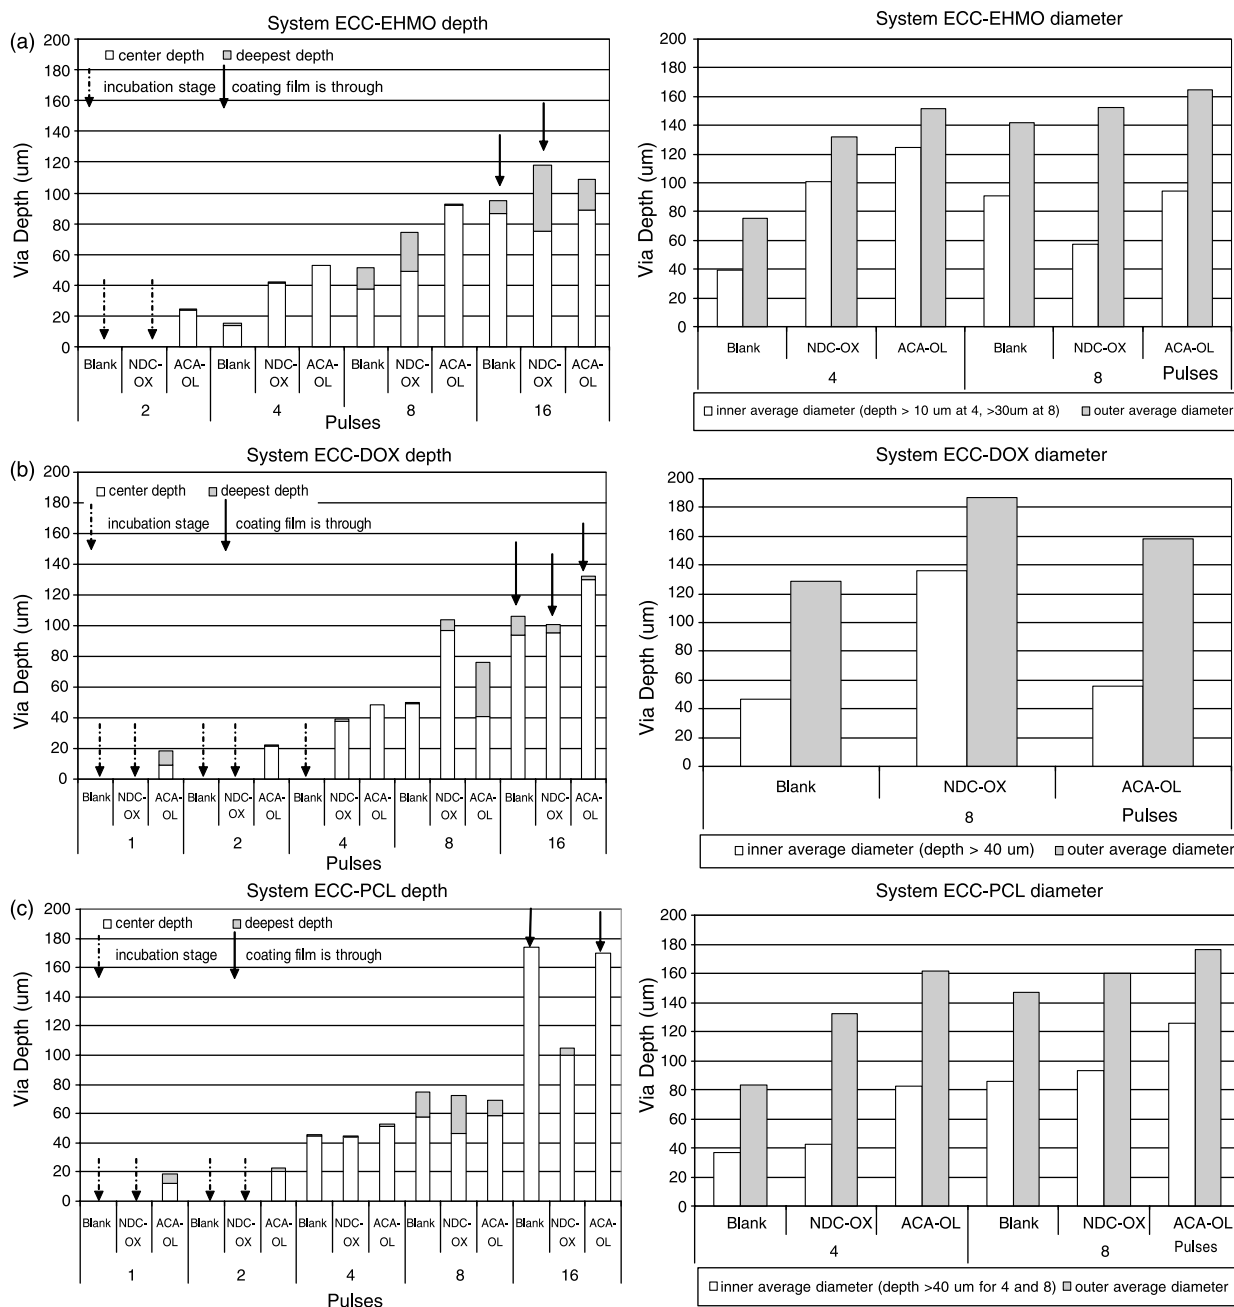 (a)
System ECC-EHMO depth
center depth
deepest depth
incubation stage
coating film is through
Via Depth (um)
200
180
160
140
120
100
80
60
40
20
0
Blank NDC-OX ACA-OL Blank NDC-OX ACA-OL Blank NDC-OX ACA-OL Blank NDC-OX ACA-OL
2 4 8 16
Pulses
System ECC-EHMO diameter
Via Depth (um)
200
180
160
140
120
100
80
60
40
20
0
Blank NDC-OX ACA-OL Blank NDC-OX ACA-OL
4 8 Pulses
inner average diameter (depth > 10 um at 4, >30um at 8) outer average diameter
(b)
System ECC-DOX depth
center depth
deepest depth
incubation stage
coating film is through
Via Depth (um)
200
180
160
140
120
100
80
60
40
20
0
Blank NDC-OX ACA-OL Blank NDC-OX ACA-OL Blank NDC-OX ACA-OL Blank NDC-OX ACA-OL Blank NDC-OX ACA-OL
1 2 4 8 16
Pulses
System ECC-DOX diameter
Via Depth (um)
200
180
160
140
120
100
80
60
40
20
0
Blank NDC-OX ACA-OL
8 Pulses
inner average diameter (depth > 40 um) outer average diameter
(c)
System ECC-PCL depth
center depth
deepest depth
incubation stage
coating film is through
Via Depth (um)
200
180
160
140
120
100
80
60
40
20
0
Blank NDC-OX ACA-OL Blank NDC-OX ACA-OL Blank NDC-OX ACA-OL Blank NDC-OX ACA-OL Blank NDC-OX ACA-OL
1 2 4 8 16
Pulses
System ECC-PCL diameter
Via Depth (um)
200
180
160
140
120
100
80
60
40
20
0
Blank NDC-OX ACA-OL Blank NDC-OX ACA-OL
4 8 Pulses
inner average diameter (depth >40 um for 4 and 8) outer average diameter